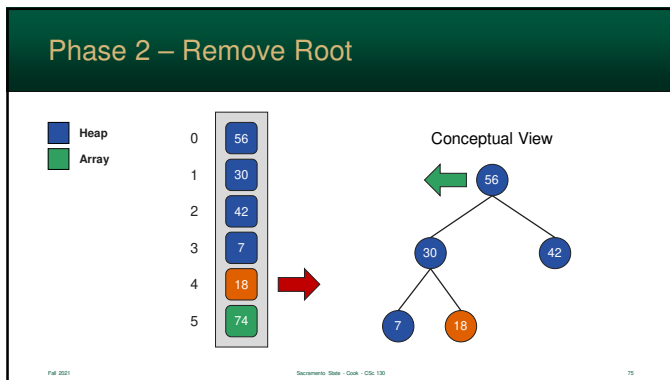 Phase 2 – Remove Root
Heap
Array
0 56
1 30
2 42
3 7
4 18
5 74
Conceptual View
56
30 42
7 18
Fall 2021 Sacramento State - Cook - CSc 130 75